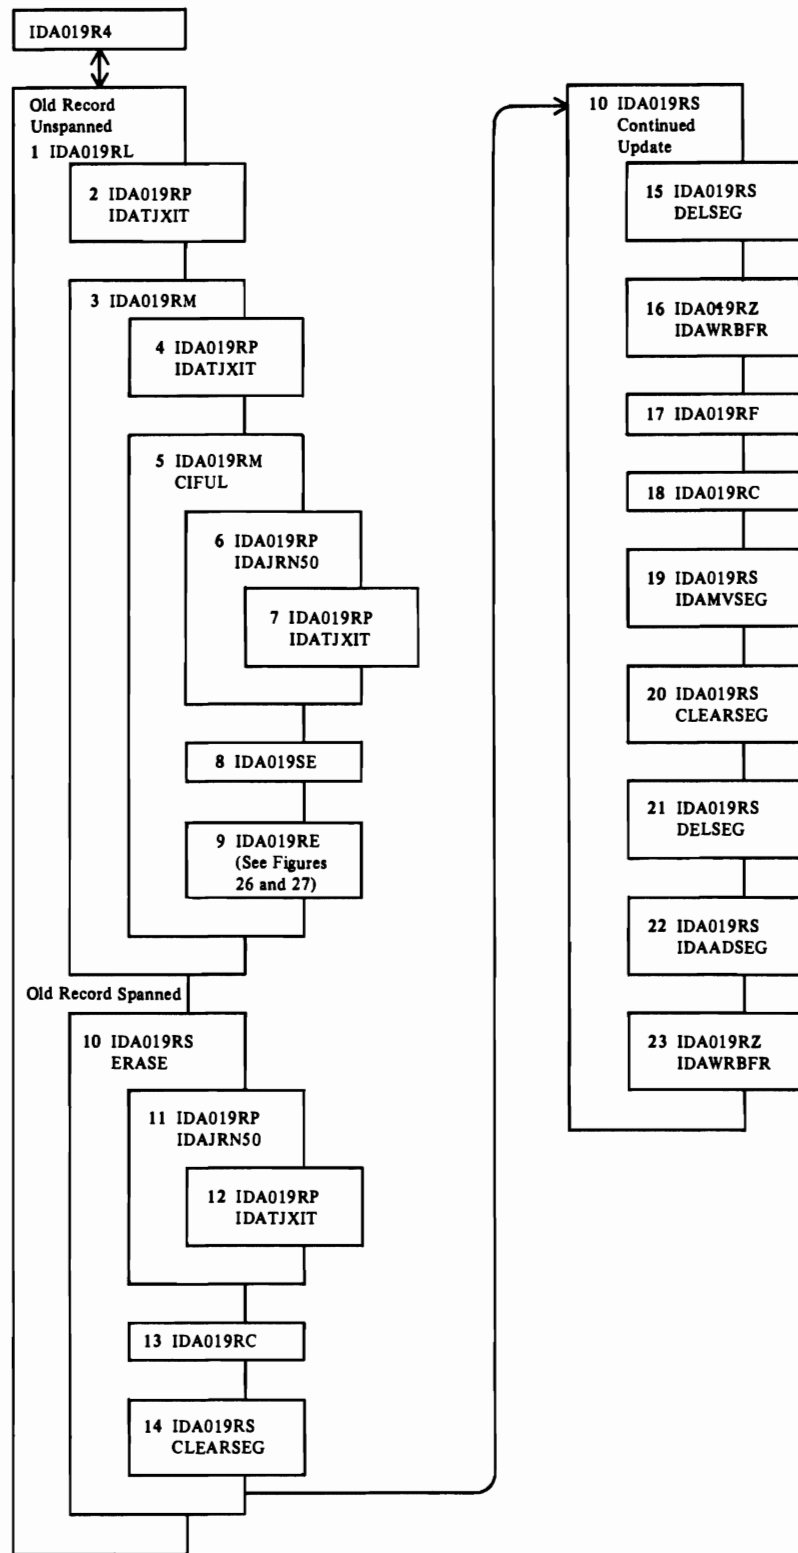 IDA019R4
Old Record
Unspanned
1 IDA019RL
2 IDA019RP
IDATJXIT
3 IDA019RM
4 IDA019RP
IDATJXIT
5 IDA019RM
CIFUL
6 IDA019RP
IDAJRN50
7 IDA019RP
IDATJXIT
8 IDA019SE
9 IDA019RE
(See Figures
26 and 27)
Old Record Spanned
10 IDA019RS
ERASE
11 IDA019RP
IDAJRN50
12 IDA019RP
IDATJXIT
13 IDA019RC
14 IDA019RS
CLEARSEG
10 IDA019RS
Continued
Update
15 IDA019RS
DELSEG
16 IDA019RZ
IDAWRBFR
17 IDA019RF
18 IDA019RC
19 IDA019RS
IDAMVSEG
20 IDA019RS
CLEARSEG
21 IDA019RS
DELSEG
22 IDA019RS
IDAADSEG
23 IDA019RZ
IDAWRBFR